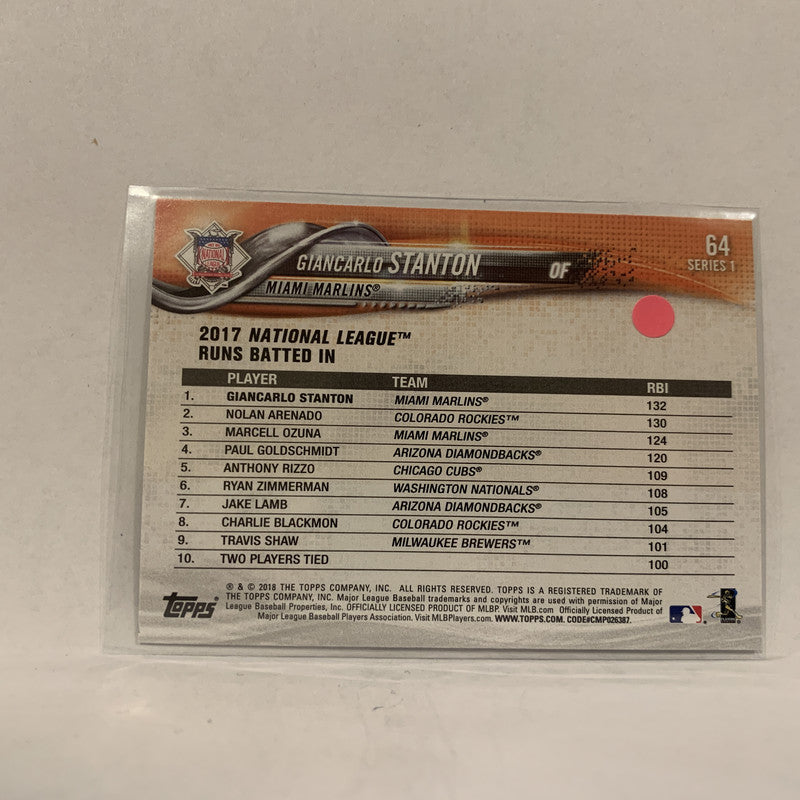 NATIONAL LEAGUE
GIANCARLO STANTON OF
MIAMI MARLINS®
64
SERIES 1
2017 NATIONAL LEAGUE™
RUNS BATTED IN
PLAYER TEAM RBI
1. GIANCARLO STANTON MIAMI MARLINS® 132
2. NOLAN ARENADO COLORADO ROCKIES™ 130
3. MARCELL OZUNA MIAMI MARLINS® 124
4. PAUL GOLDSCHMIDT ARIZONA DIAMONDBACKS® 120
5. ANTHONY RIZZO CHICAGO CUBS® 109
6. RYAN ZIMMERMAN WASHINGTON NATIONALS® 108
7. JAKE LAMB ARIZONA DIAMONDBACKS® 105
8. CHARLIE BLACKMON COLORADO ROCKIES™ 104
9. TRAVIS SHAW MILWAUKEE BREWERS™ 101
10. TWO PLAYERS TIED 100
topps®
® & © 2018 THE TOPPS COMPANY, INC. ALL RIGHTS RESERVED. TOPPS IS A REGISTERED TRADEMARK OF
THE TOPPS COMPANY, INC. Major League Baseball trademarks and copyrights are used with permission of Major
League Baseball Properties, Inc. OFFICIALLY LICENSED PRODUCT OF MLBP. Visit MLB.com Officially Licensed Product of
Major League Baseball Players Association. Visit MLBPlayers.com. WWW.TOPPS.COM. CODE#CMP026387.